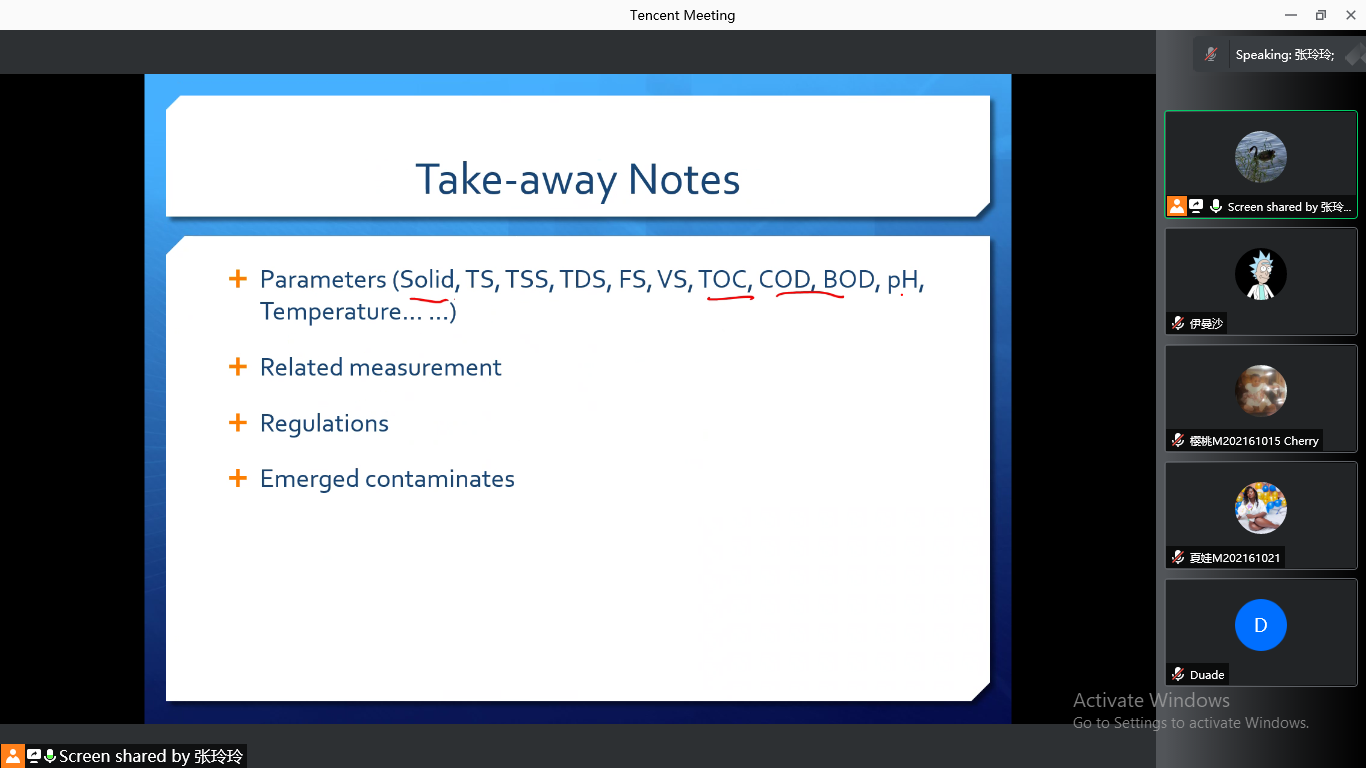 Tencent Meeting
Speaking: 张玲玲;
Take-away Notes
Parameters (Solid, TS, TSS, TDS, FS, VS, TOC, COD, BOD, pH,
Temperature... ...)
Related measurement
Regulations
Emerged contaminates
Screen shared by 张玲...
伊曼沙
樱桃M202161015 Cherry
夏娃M202161021
D
Duade
Activate Windows
Go to Settings to activate Windows.
Screen shared by 张玲玲